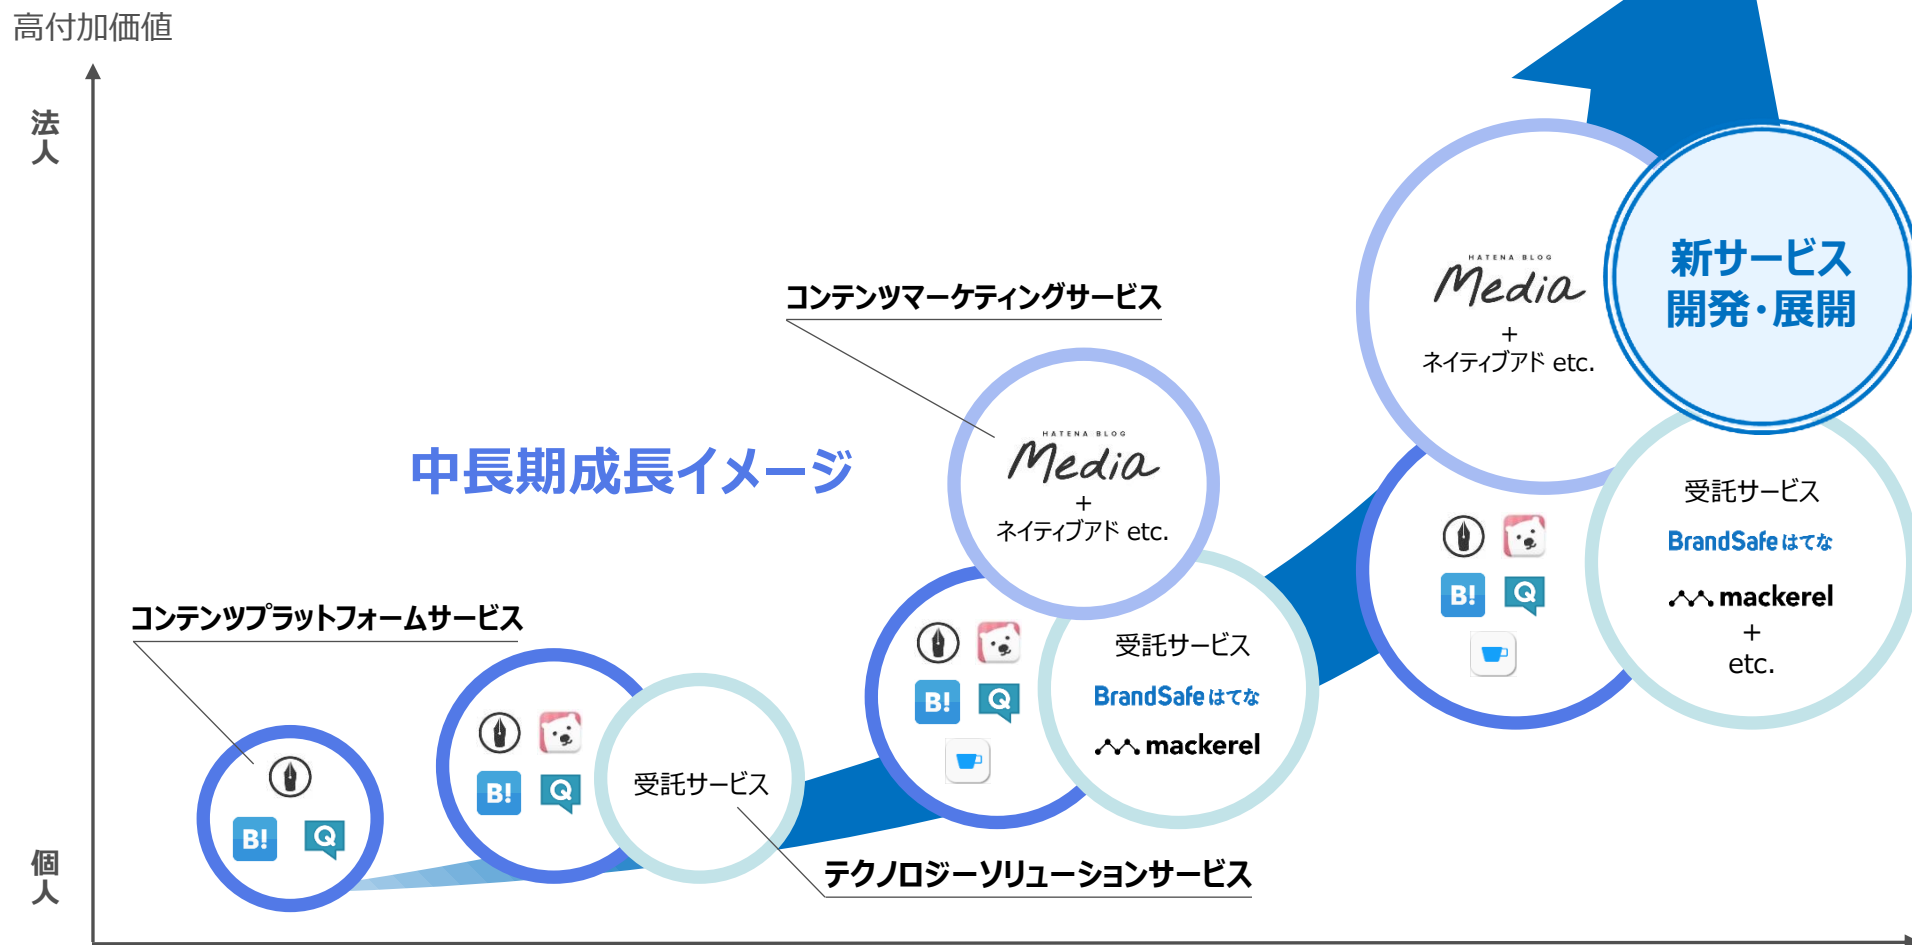 高付加価値
法人
個人
中長期成長イメージ
コンテンツプラットフォームサービス
B!
Q
B!
Q
受託サービス
テクノロジーソリューションサービス
コンテンツマーケティングサービス
HATENA BLOG
Media
+
ネイティブアド etc.
B!
Q
受託サービス
BrandSafe はてな
mackerel
HATENA BLOG
Media
+
ネイティブアド etc.
新サービス
開発・展開
B!
Q
受託サービス
BrandSafe はてな
mackerel
+
etc.